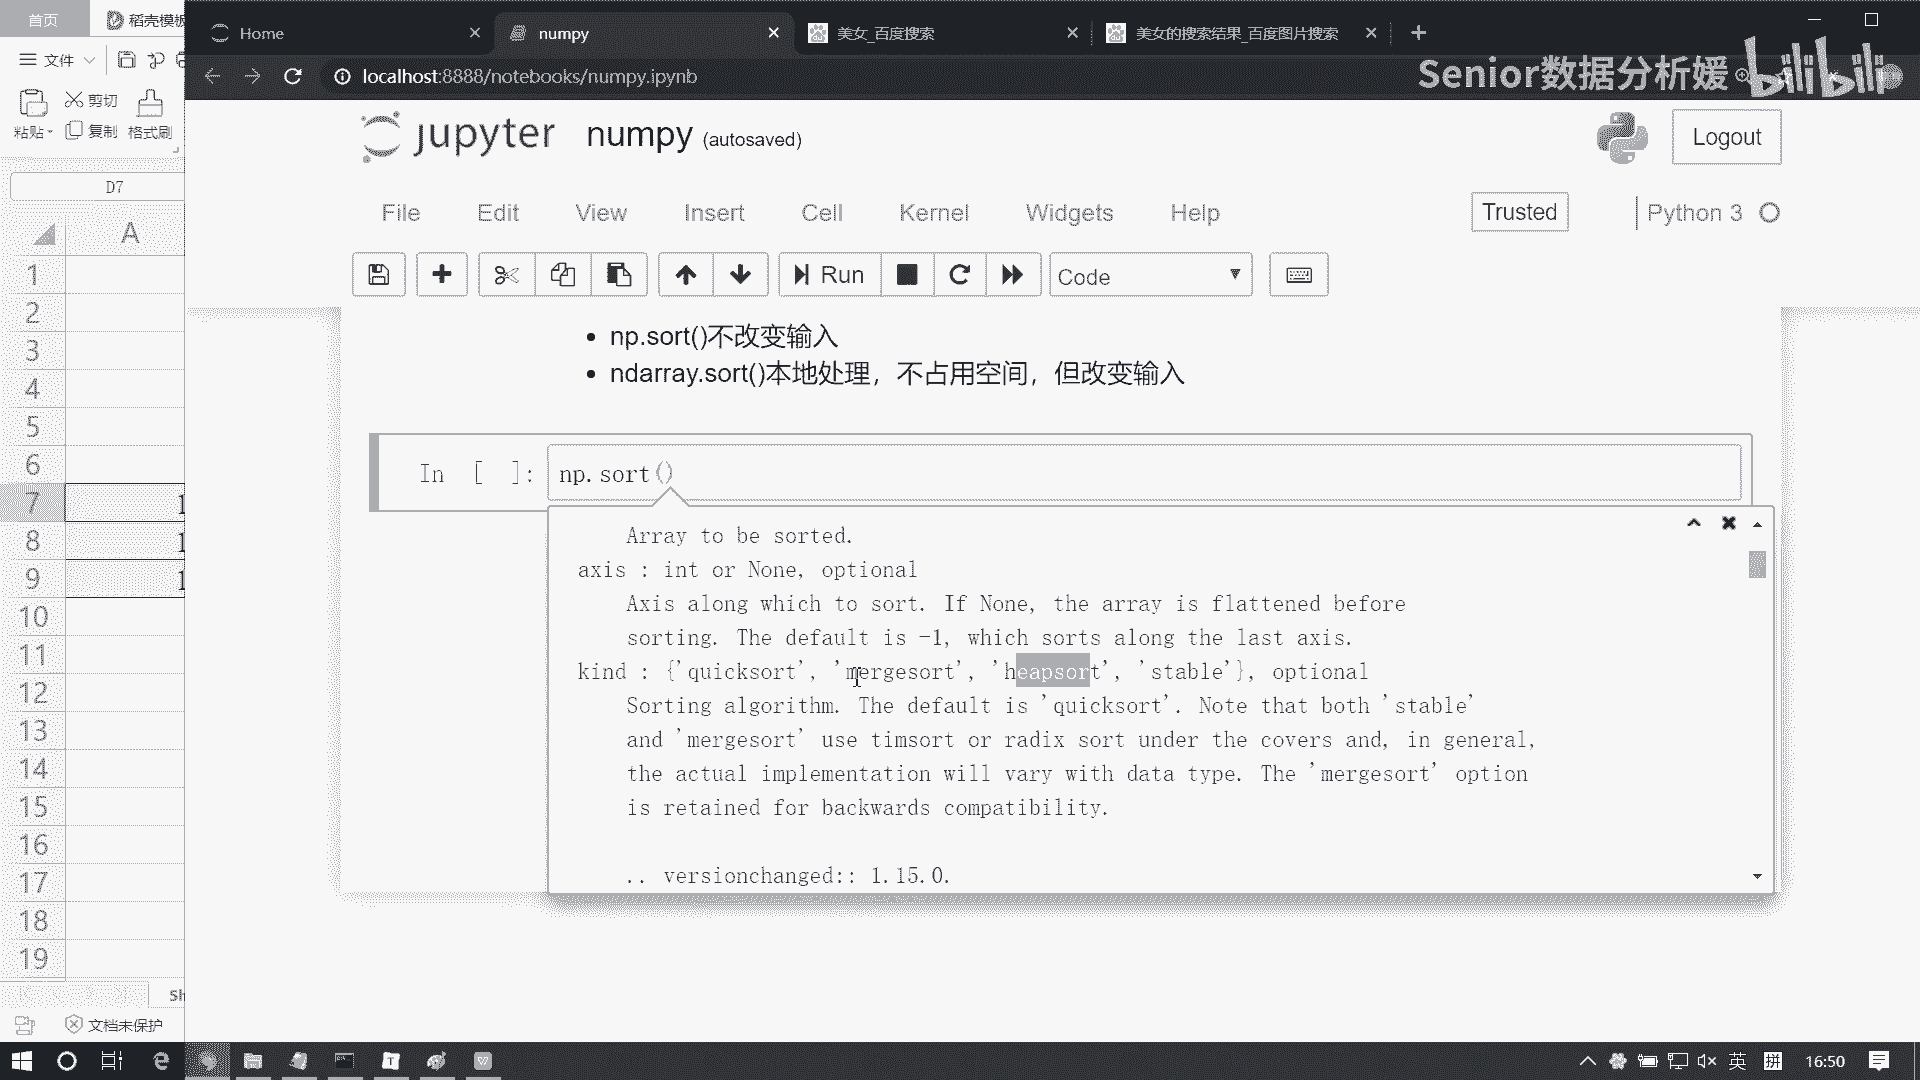 首页
稻壳模板
Home
numpy
美女_百度搜索
美女的搜索结果_百度图片搜索
文件
localhost:8888/notebooks/numpy.ipynb
Senior数据分析媛
bilibili
剪切
粘贴
复制
格式刷
jupyter numpy (autosaved)
Logout
D7
File Edit View Insert Cell Kernel Widgets Help
Trusted
Python 3
A
Run
Code
1
2
3
4
5
6
7 1
8 1
9 1
10
11
12
13
14
15
16
17
18
19
np.sort()不改变输入
ndarray.sort()本地处理，不占用空间，但改变输入
In [ ]: np.sort()
Array to be sorted.
axis : int or None, optional
Axis along which to sort. If None, the array is flattened before
sorting. The default is -1, which sorts along the last axis.
kind : {'quicksort', 'mergesort', 'heapsort', 'stable'}, optional
Sorting algorithm. The default is 'quicksort'. Note that both 'stable'
and 'mergesort' use timsort or radix sort under the covers and, in general,
the actual implementation will vary with data type. The 'mergesort' option
is retained for backwards compatibility.
.. versionchanged:: 1.15.0.
Sh
文档未保护
英
拼
16:50